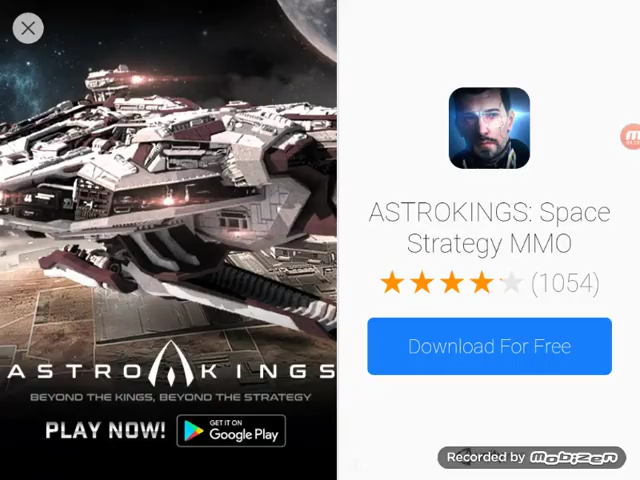 ASTROKINGS
BEYOND THE KINGS, BEYOND THE STRATEGY
PLAY NOW!
GET IT ON
Google Play
ASTROKINGS: Space
Strategy MMO
(1054)
Download For Free
Recorded by Mobizen